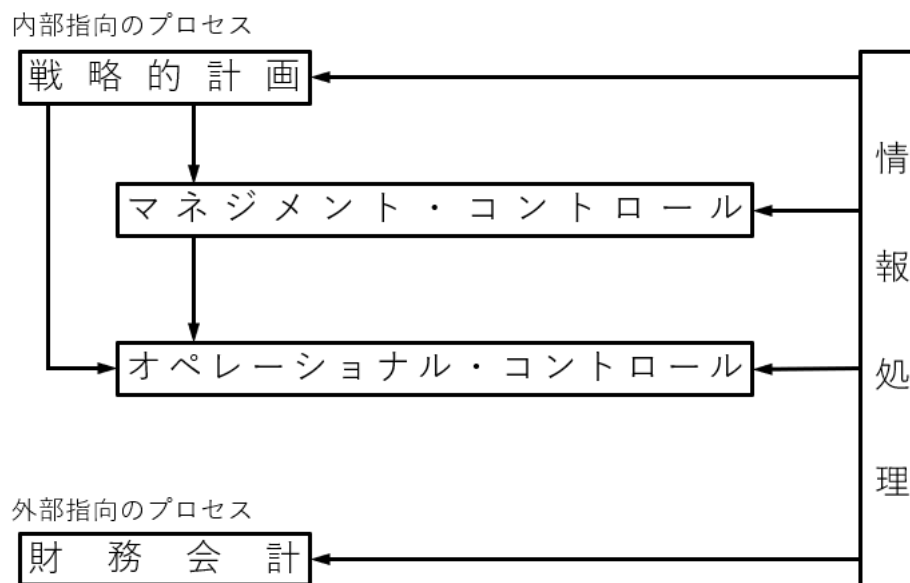 内部指向のプロセス
戦略的計画
マネジメント・コントロール
オペレーショナル・コントロール
外部指向のプロセス
財務会計
情報処理